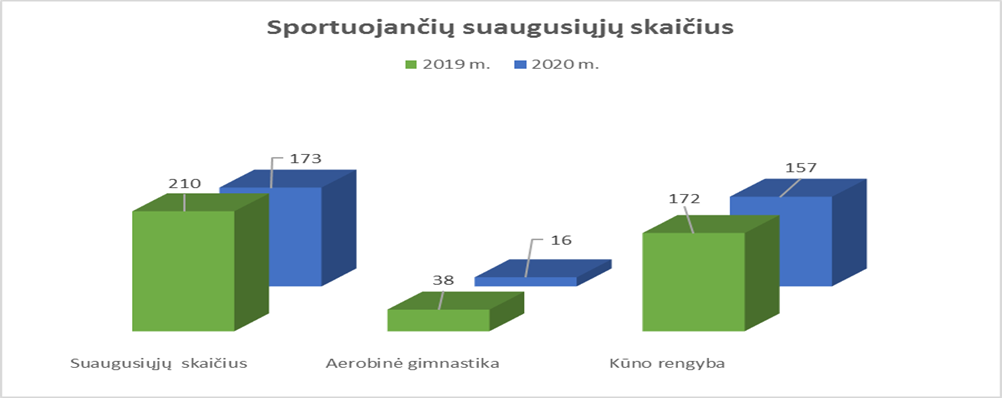 Sportuojančių suaugusiųjų skaičius
2019 m. 2020 m.
210 173
38 16
172 157
Suaugusiųjų skaičius Aerobinė gimnastika Kūno rengyba